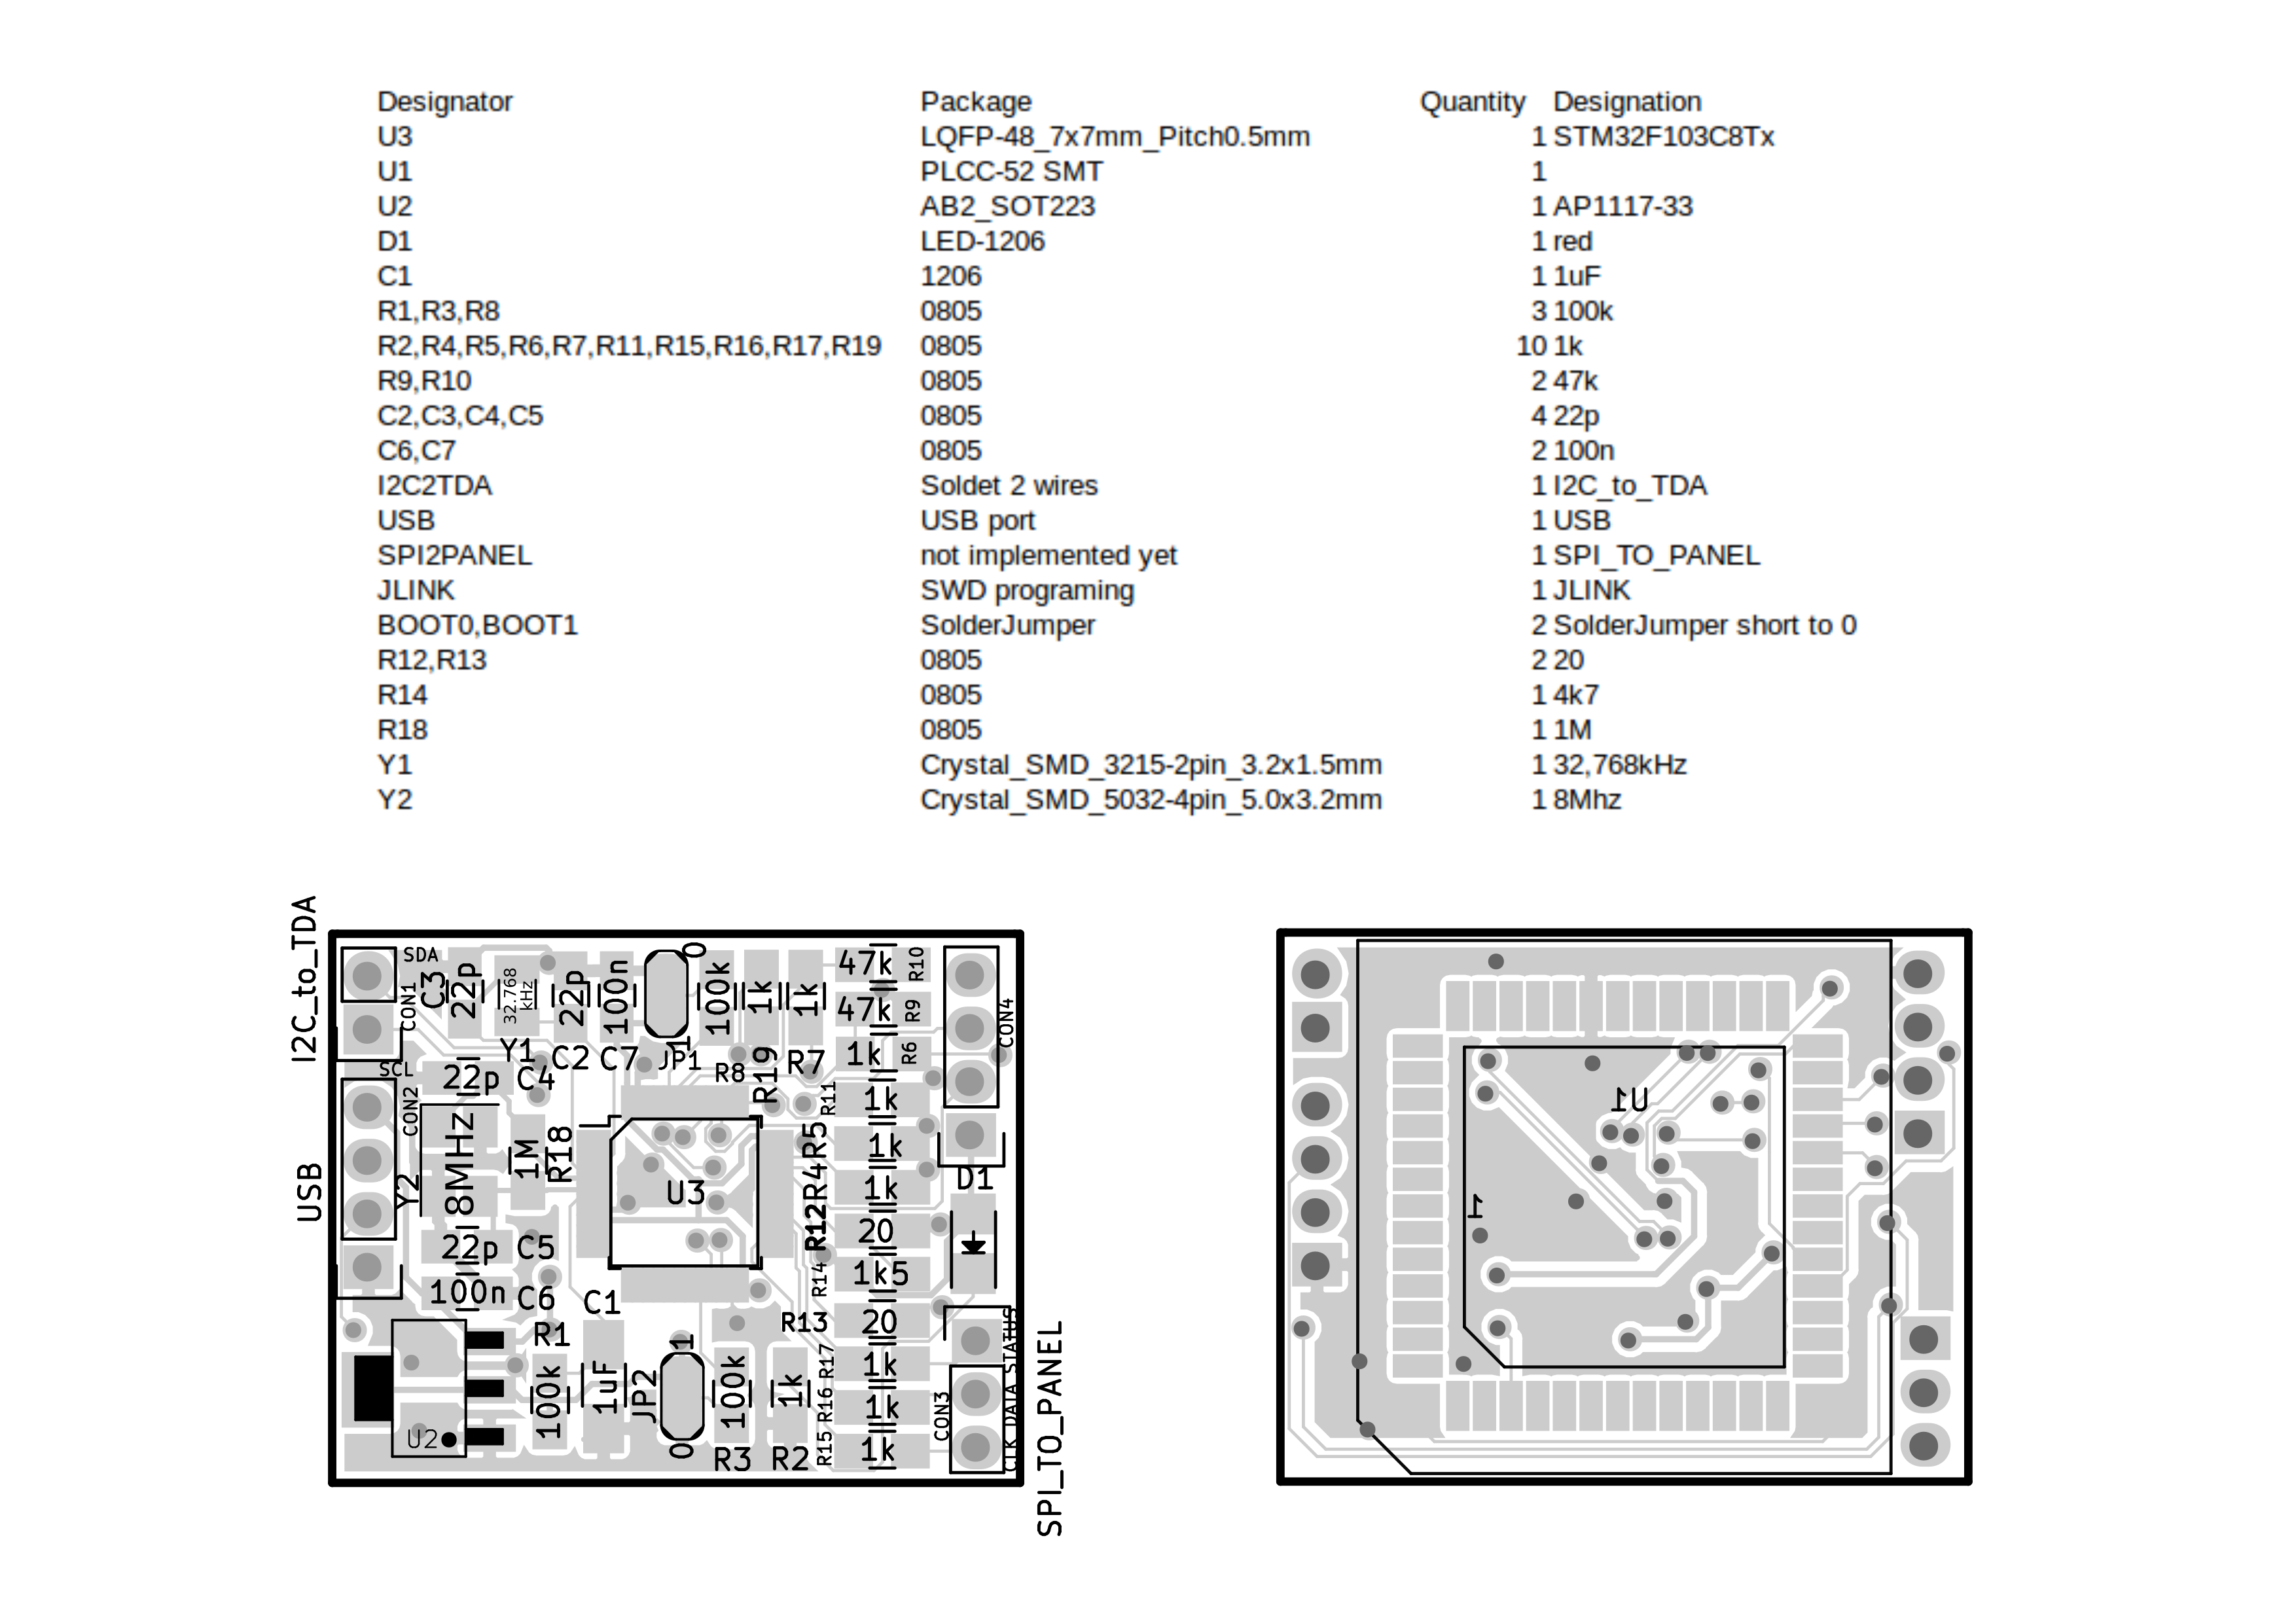 Designator Package Quantity Designation
U3 LQFP-48_7x7mm_Pitch0.5mm 1 STM32F103C8Tx
U1 PLCC-52 SMT 1
U2 AB2_SOT223 1 AP1117-33
D1 LED-1206 1 red
C1 1206 1 1uF
R1,R3,R8 0805 3 100k
R2,R4,R5,R6,R7,R11,R15,R16,R17,R19 0805 10 1k
R9,R10 0805 2 47k
C2,C3,C4,C5 0805 4 22p
C6,C7 0805 2 100n
I2C2TDA Soldet 2 wires 1 I2C_to_TDA
USB USB port 1 USB
SPI2PANEL not implemented yet 1 SPI_TO_PANEL
JLINK SWD programing 1 JLINK
BOOT0,BOOT1 SolderJumper 2 SolderJumper short to 0
R12,R13 0805 2 20
R14 0805 1 4k7
R18 0805 1 1M
Y1 Crystal_SMD_3215-2pin_3.2x1.5mm 1 32,768kHz
Y2 Crystal_SMD_5032-4pin_5.0x3.2mm 1 8Mhz
I2C_to_TDA
SDA
CON1
SCL
C3
22p
32.768
kHz
22p
100n
0
1
100k
1k
1k
47k R10
47k R9
1k R6
CON4
Y1 C2 C7 JP1 R8 R19 R7
22p C4
R11 1k
USB
CON2
Y2
8MHz
1M
R18
U3
R5 1k
R4 1k
R12 20
D1
22p C5
R14 1k5
100n C6
C1
R13 20
R1
100k
1uF
JP2
1
0
100k
1k
R17 1k
R16 1k
R15 1k
U2
R3 R2
CON3
CLK DATA STATUS
SPI_TO_PANEL
U1
1